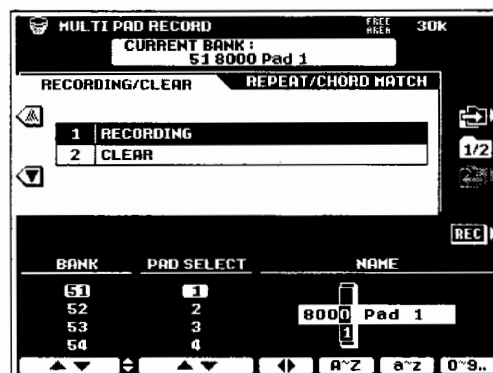 MULTI PAD RECORD
FREE AREA 30K
CURRENT BANK :
51 8000 Pad 1
RECORDING/CLEAR REPEAT/CHORD MATCH
1 RECORDING
2 CLEAR
1/2
REC
BANK PAD SELECT NAME
51 1
52 2
53 3
54 4
8000 Pad 1
1
A~Z a~z 0~9..